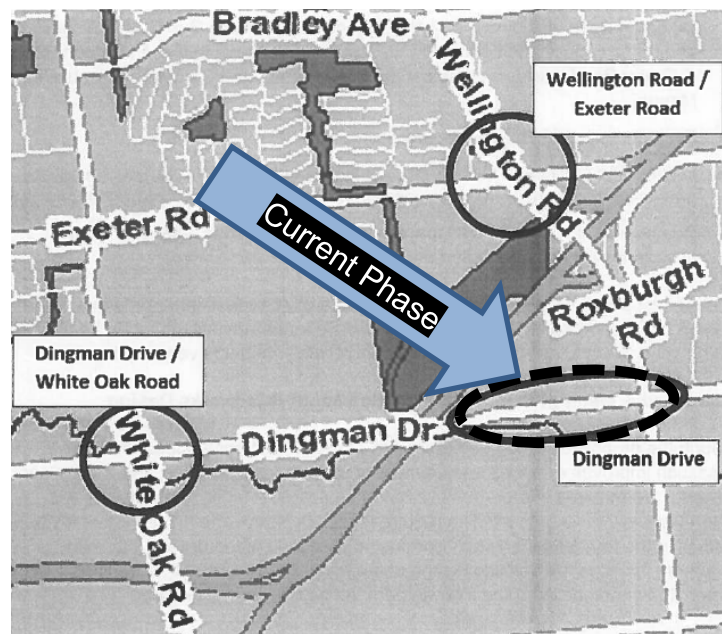 Bradley Ave
Wellington Rd
Wellington Road /
Exeter Road
Exeter Rd
Current Phase
Roxburgh
Rd
Dingman Drive /
White Oak Road
White Oak Rd
Dingman Dr
Dingman Drive